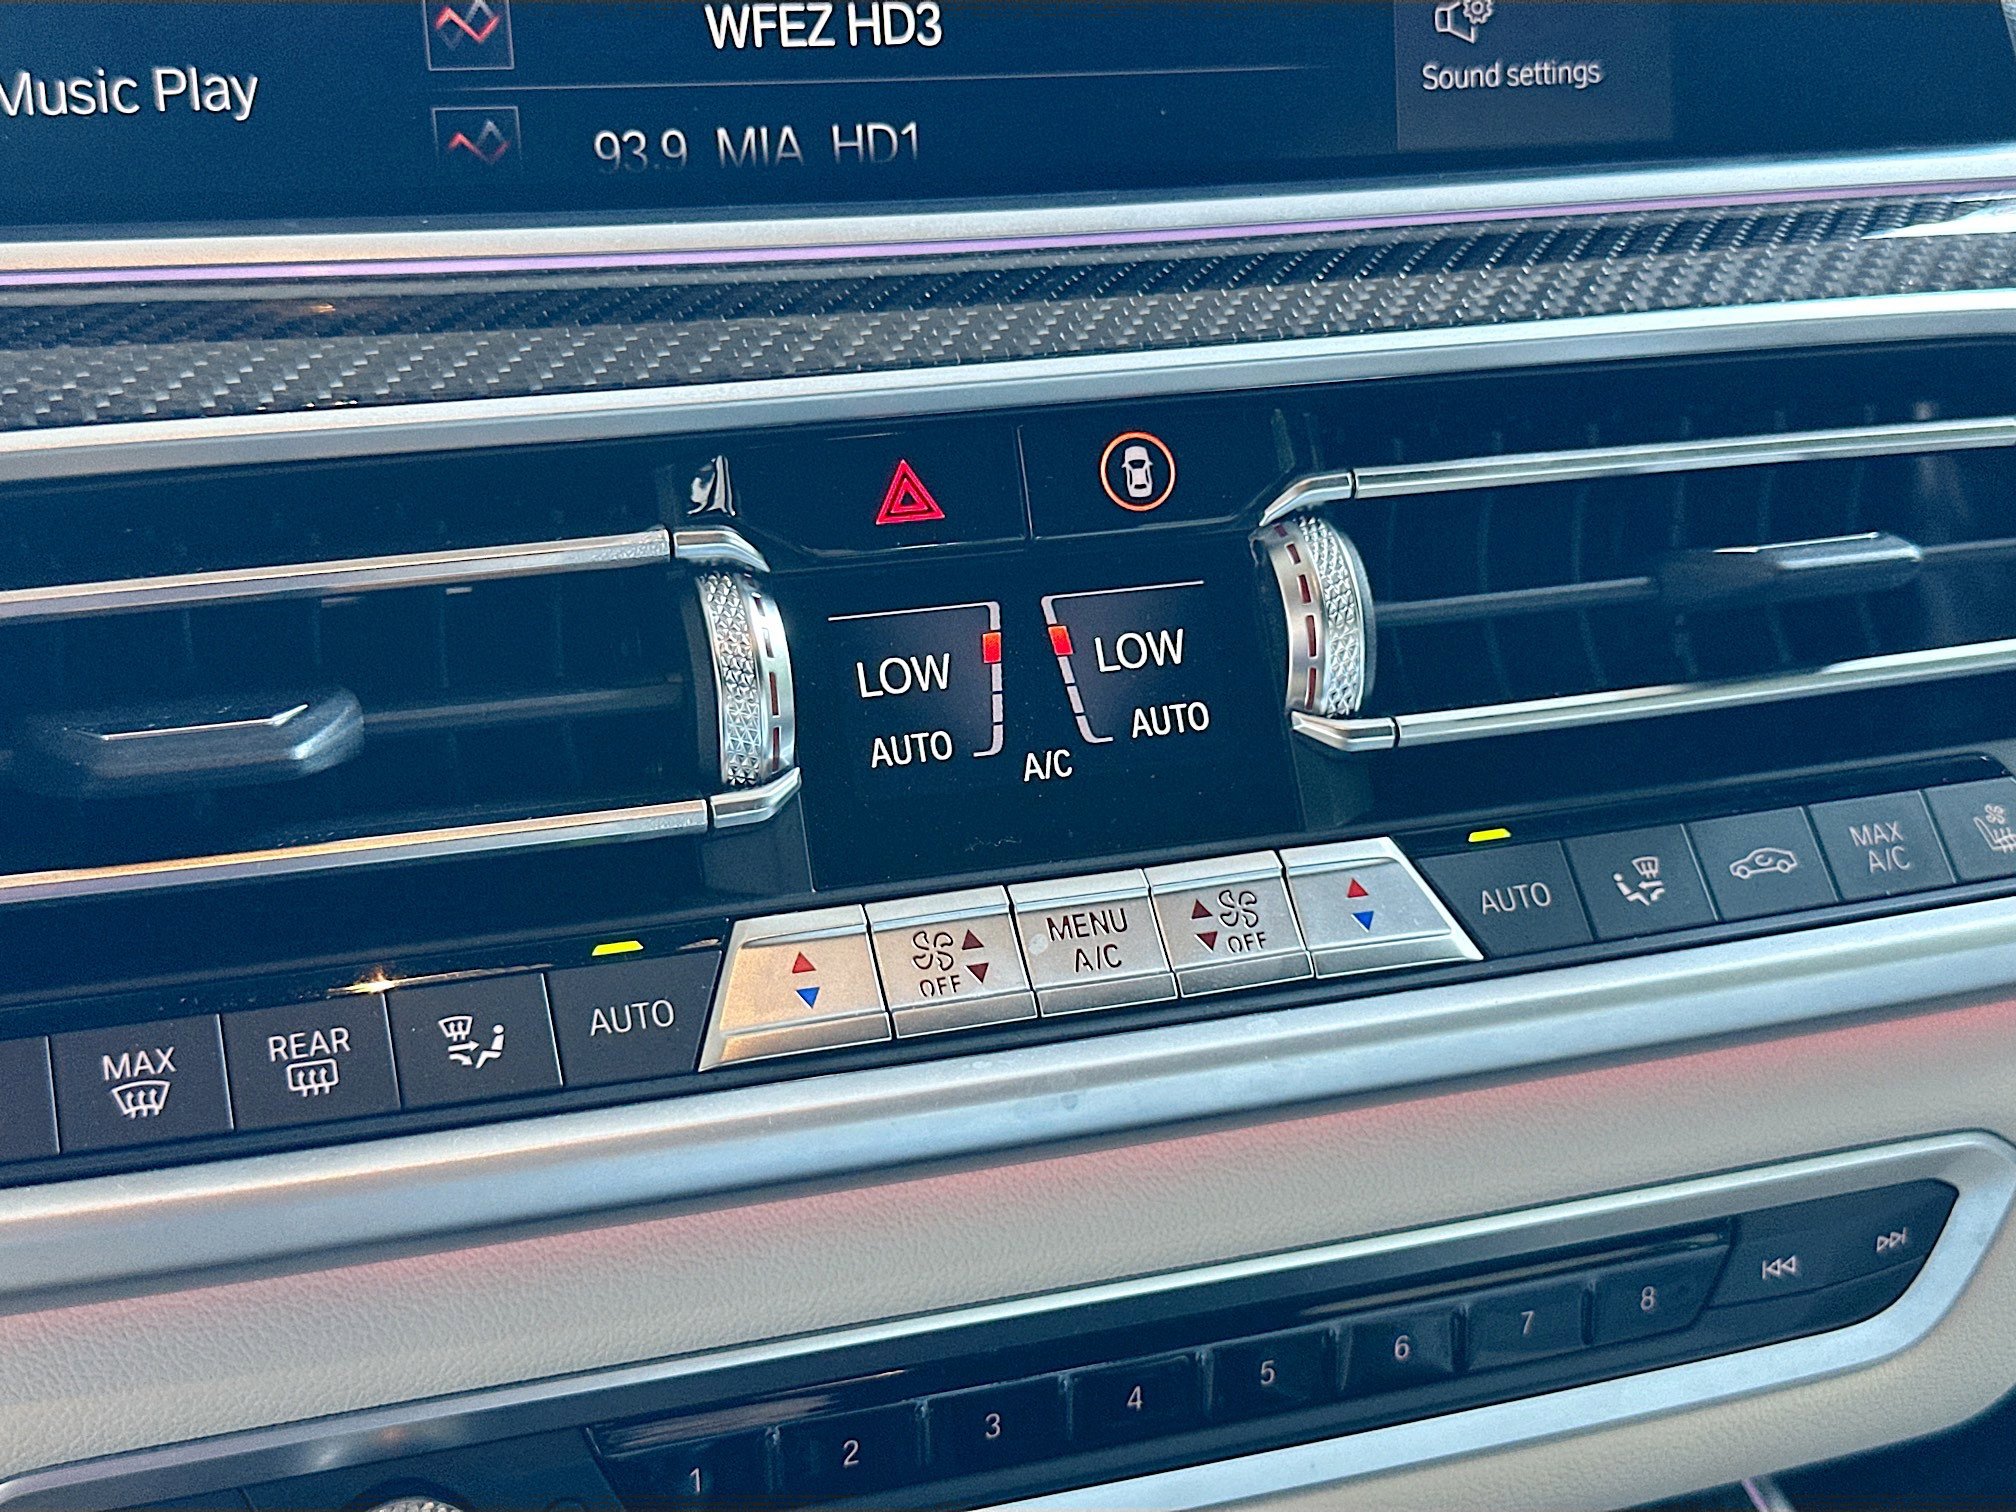 WFEZ HD3
Sound settings
Music Play
93.9 MIA HD1
LOW
LOW
AUTO
AUTO
A/C
MAX
A/C
AUTO
MENU
A/C
OFF
OFF
AUTO
REAR
MAX
1 2 3 4 5 6 7 8